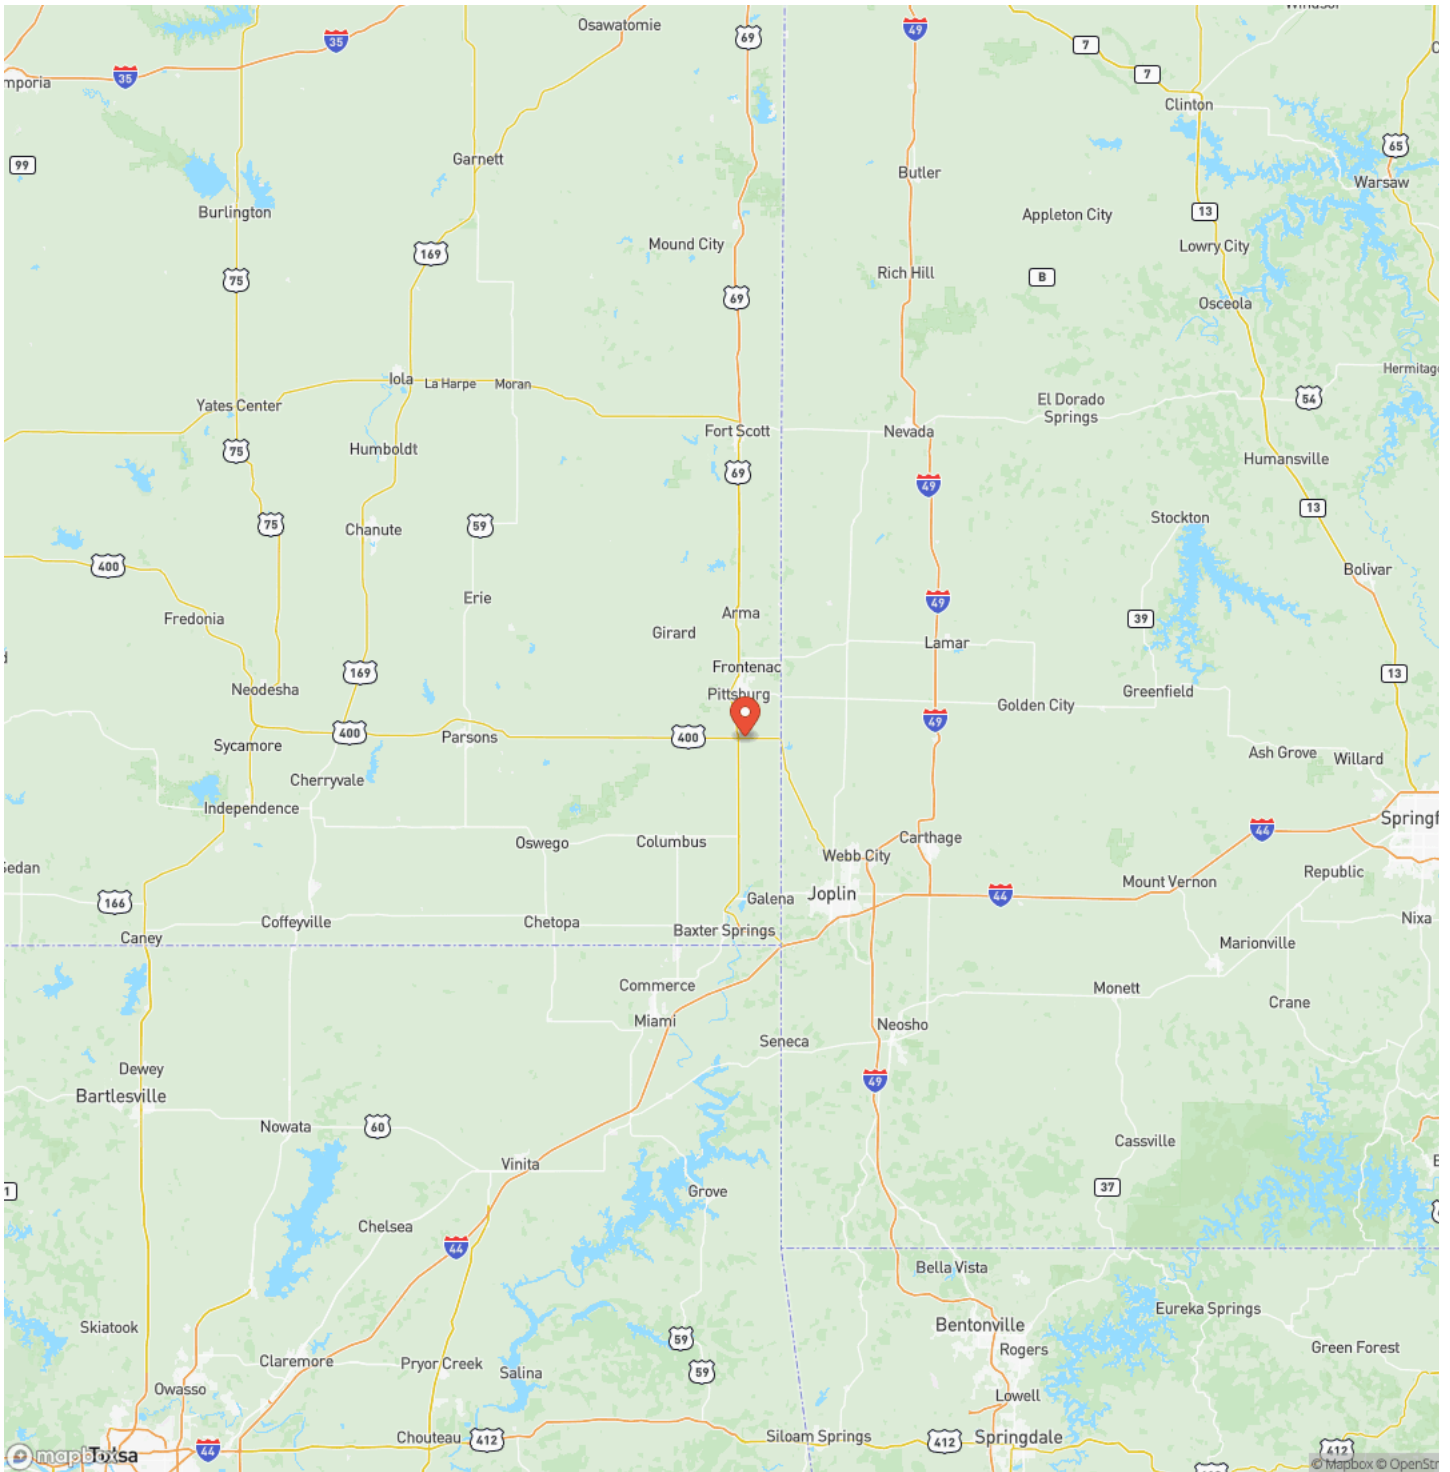 Osawatomie
Windsor
69
49
7
35
35
7
mporia
Clinton
65
99
Garnett
Butler
Warsaw
Burlington
13
Appleton City
Mound City
Lowry City
169
Rich Hill
B
75
69
Osceola
Hermitage
Iola
La Harpe
Moran
El Dorado
Springs
54
Yates Center
Fort Scott
Nevada
75
Humboldt
69
Humansville
49
13
75
Chanute
59
Stockton
400
Bolivar
Erie
49
Fredonia
Arma
39
Girard
Lamar
Frontenac
169
13
Neodesha
Pittsburg
Greenfield
Golden City
49
400
Parsons
400
Sycamore
Ash Grove
Willard
Cherryvale
Independence
Springf
44
Carthage
Oswego
Columbus
Webb City
Sedan
Republic
Mount Vernon
Joplin
44
Galena
166
Coffeyville
Chetopa
Nixa
Baxter Springs
Caney
Marionville
Commerce
Monett
Crane
Miami
Neosho
Seneca
Dewey
49
Bartlesville
Nowata
60
Cassville
Vinita
37
Grove
1
Chelsea
44
Bella Vista
Eureka Springs
Skiatook
Bentonville
59
Rogers
Green Forest
Claremore
Pryor Creek
Salina
59
Owasso
Lowell
Chouteau
412
Siloam Springs
412
Springdale
44
412
mapbox
Tulsa
© Mapbox © OpenStr